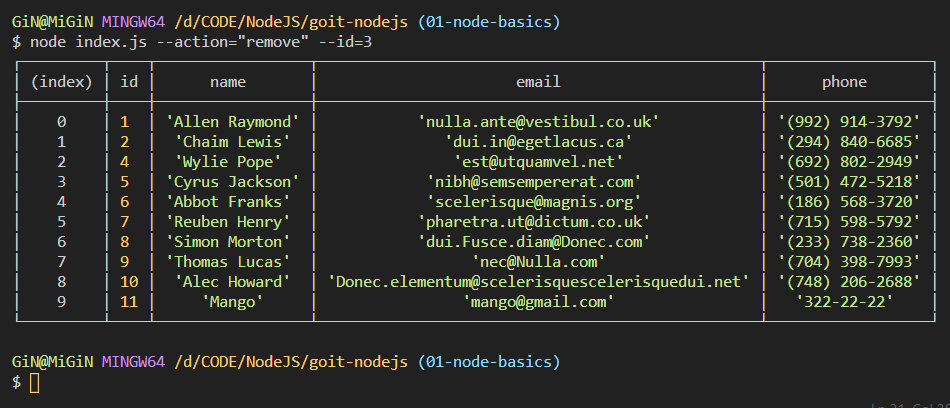 GiN@MiGiN MINGW64 /d/CODE/NodeJS/goit-nodejs (01-node-basics)
$ node index.js --action="remove" --id=3
(index) id name email phone
0 1 'Allen Raymond' 'nulla.ante@vestibul.co.uk' '(992) 914-3792'
1 2 'Chaim Lewis' 'dui.in@egetlacus.ca' '(294) 840-6685'
2 4 'Wylie Pope' 'est@utquamvel.net' '(692) 802-2949'
3 5 'Cyrus Jackson' 'nibh@semsempererat.com' '(501) 472-5218'
4 6 'Abbot Franks' 'scelerisque@magnis.org' '(186) 568-3720'
5 7 'Reuben Henry' 'pharetra.ut@dictum.co.uk' '(715) 598-5792'
6 8 'Simon Morton' 'dui.Fusce.diam@Donec.com' '(233) 738-2360'
7 9 'Thomas Lucas' 'nec@Nulla.com' '(704) 398-7993'
8 10 'Alec Howard' 'Donec.elementum@scelerisquescelerisquedui.net' '(748) 206-2688'
9 11 'Mango' 'mango@gmail.com' '322-22-22'
GiN@MiGiN MINGW64 /d/CODE/NodeJS/goit-nodejs (01-node-basics)
$